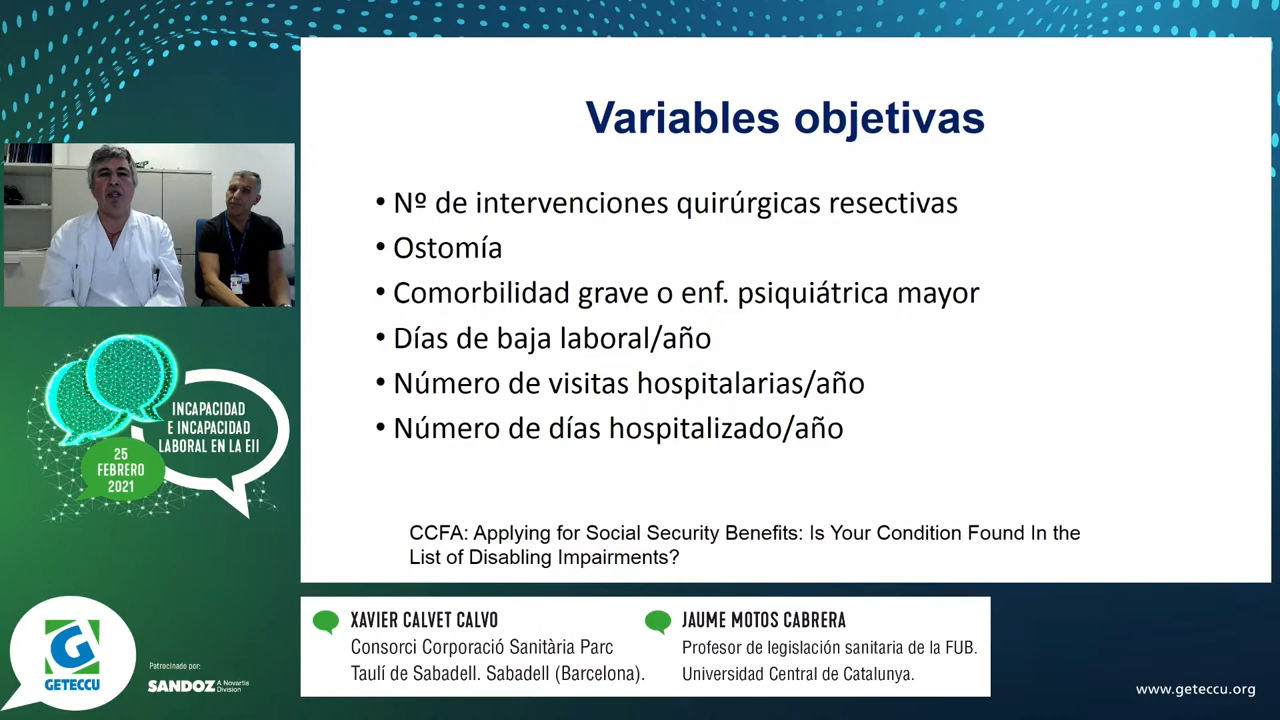 Variables objetivas
• Nº de intervenciones quirúrgicas resectivas
• Ostomía
• Comorbilidad grave o enf. psiquiátrica mayor
• Días de baja laboral/año
• Número de visitas hospitalarias/año
• Número de días hospitalizado/año
CCFA: Applying for Social Security Benefits: Is Your Condition Found In the
List of Disabling Impairments?
INCAPACIDAD
E INCAPACIDAD
LABORAL EN LA EII
25
FEBRERO
2021
XAVIER CALVET CALVO
Consorci Corporació Sanitària Parc
Taulí de Sabadell. Sabadell (Barcelona).
JAUME MOTOS CABRERA
Profesor de legislación sanitaria de la FUB.
Universidad Central de Catalunya.
G
GETECCU
Patrocinado por:
SANDOZ A Novartis
Division
www.geteccu.org